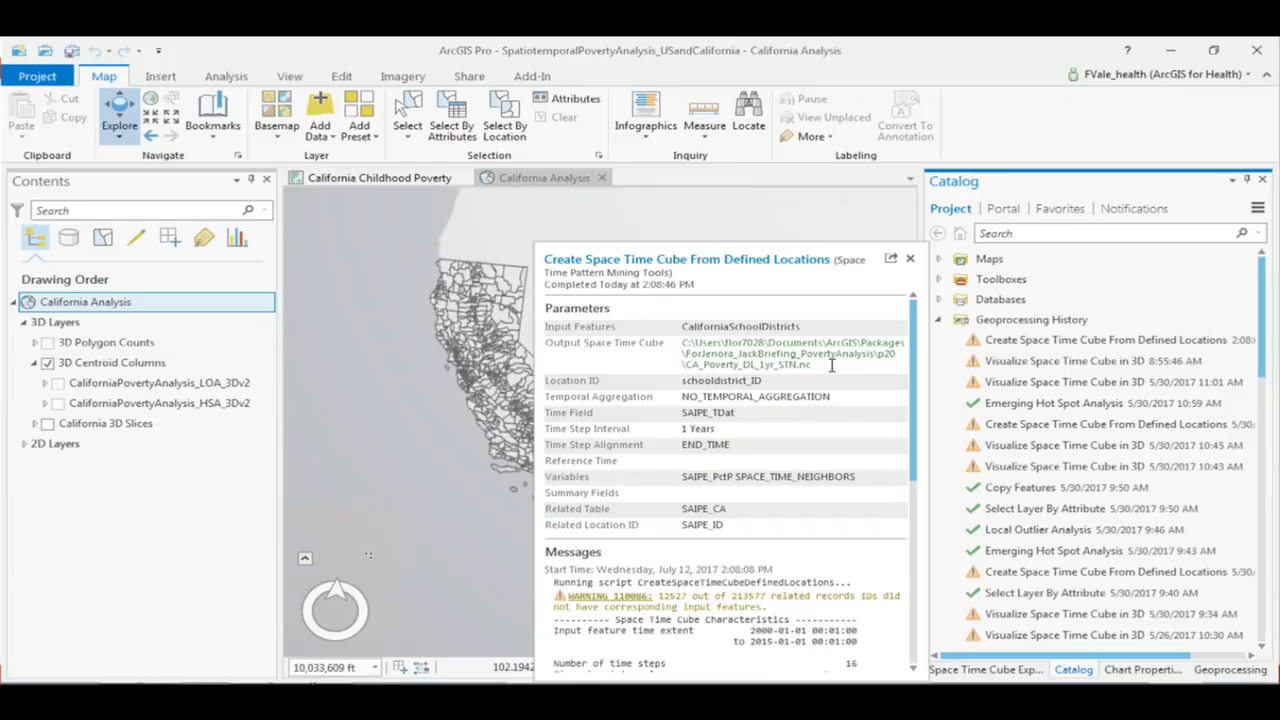 ArcGIS Pro - SpatiotemporalPovertyAnalysis_USandCalifornia - California Analysis
?
Project Map Insert Analysis View Edit Imagery Share Add-In
FVale_health (ArcGIS for Health)
Paste
Cut
Copy
Clipboard
Explore
Bookmarks
Navigate
Basemap
Add Data
Add Preset
Layer
Select
Select By Attributes
Select By Location
Attributes
Clear
Selection
Infographics
Measure
Locate
Inquiry
Pause
View Unplaced
More
Convert To Annotation
Labeling
Contents
Search
Drawing Order
California Analysis
3D Layers
3D Polygon Counts
3D Centroid Columns
CaliforniaPovertyAnalysis_LOA_3Dv2
CaliforniaPovertyAnalysis_HSA_3Dv2
California 3D Slices
2D Layers
California Childhood Poverty
California Analysis
10,033,609 ft
102.1942
Create Space Time Cube From Defined Locations (Space
Time Pattern Mining Tools)
Completed Today at 2:08:46 PM
Parameters
Input Features CaliforniaSchoolDistricts
Output Space Time Cube C:\Users\flor7028\Documents\ArcGIS\Packages
\ForJenora_JackBriefing_PovertyAnalysis\p20
\CA_Poverty_DL_1yr_STN.nc
Location ID schooldistrict_ID
Temporal Aggregation NO_TEMPORAL_AGGREGATION
Time Field SAIPE_TDat
Time Step Interval 1 Years
Time Step Alignment END_TIME
Reference Time
Variables SAIPE_PctP SPACE_TIME_NEIGHBORS
Summary Fields
Related Table SAIPE_CA
Related Location ID SAIPE_ID
Messages
Start Time: Wednesday, July 12, 2017 2:08:08 PM
Running script CreateSpaceTimeCubeDefinedLocations...
WARNING 110086: 12527 out of 213577 related records IDs did
not have corresponding input features.
---------- Space Time Cube Characteristics -----------
Input feature time extent 2000-01-01 00:01:00
to 2015-01-01 00:01:00
Number of time steps 16
Catalog
Project Portal Favorites Notifications
Search
Maps
Toolboxes
Databases
Geoprocessing History
Create Space Time Cube From Defined Locations 2:08:
Visualize Space Time Cube in 3D 8:55:46 AM
Visualize Space Time Cube in 3D 5/30/2017 11:01 AM
Emerging Hot Spot Analysis 5/30/2017 10:59 AM
Create Space Time Cube From Defined Locations 5/30/
Visualize Space Time Cube in 3D 5/30/2017 10:45 AM
Visualize Space Time Cube in 3D 5/30/2017 10:43 AM
Copy Features 5/30/2017 9:50 AM
Select Layer By Attribute 5/30/2017 9:50 AM
Local Outlier Analysis 5/30/2017 9:46 AM
Emerging Hot Spot Analysis 5/30/2017 9:43 AM
Create Space Time Cube From Defined Locations 5/30/
Select Layer By Attribute 5/30/2017 9:40 AM
Visualize Space Time Cube in 3D 5/30/2017 9:34 AM
Visualize Space Time Cube in 3D 5/26/2017 10:30 AM
Space Time Cube Exp... Catalog Chart Properti... Geoprocessing